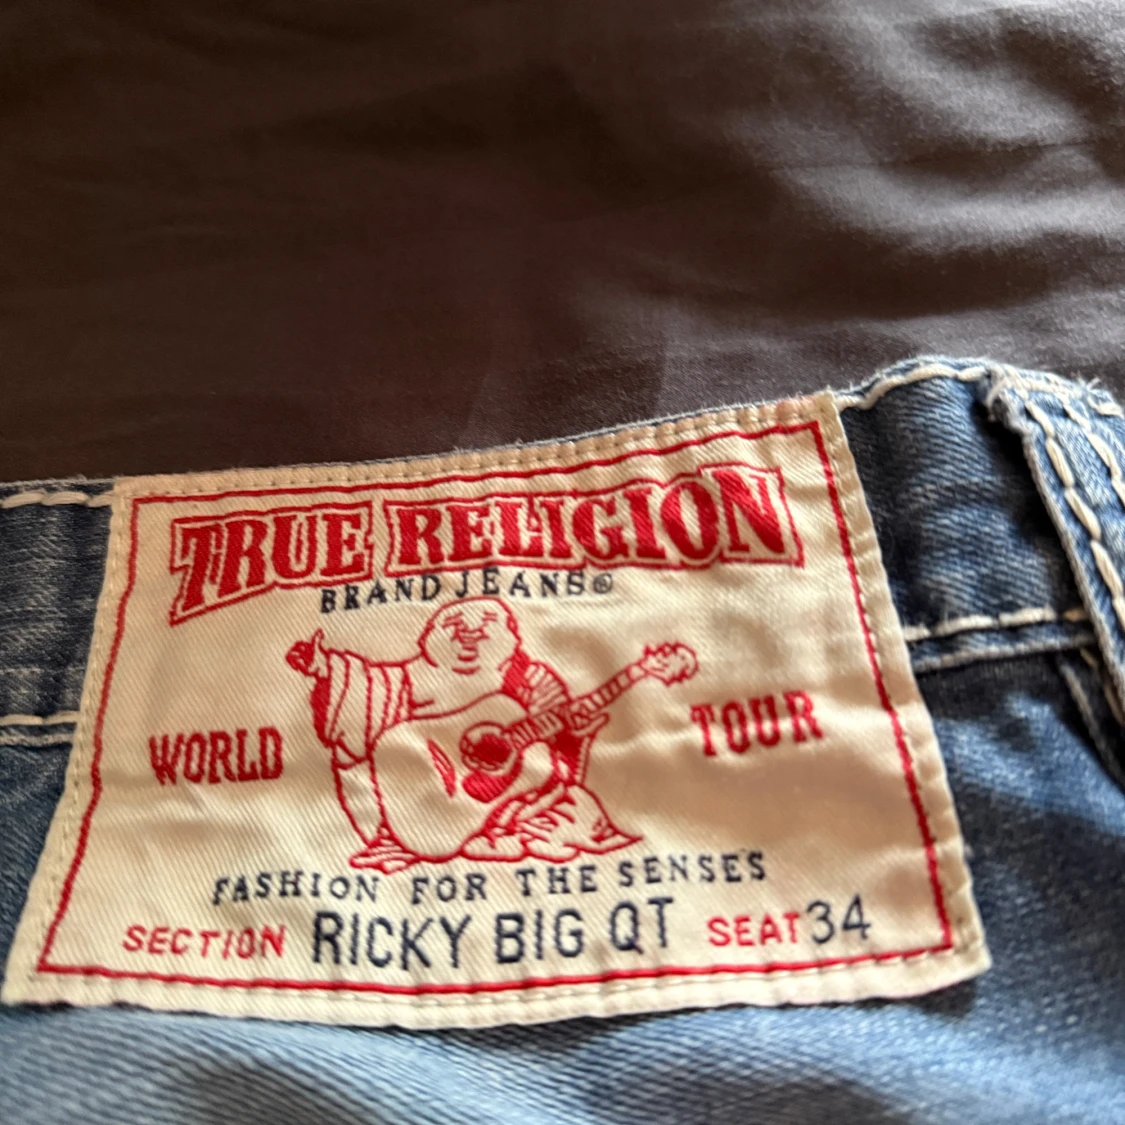 TRUE RELIGION
BRAND JEANS®
WORLD TOUR
FASHION FOR THE SENSES
SECTION RICKY BIG QT SEAT 34